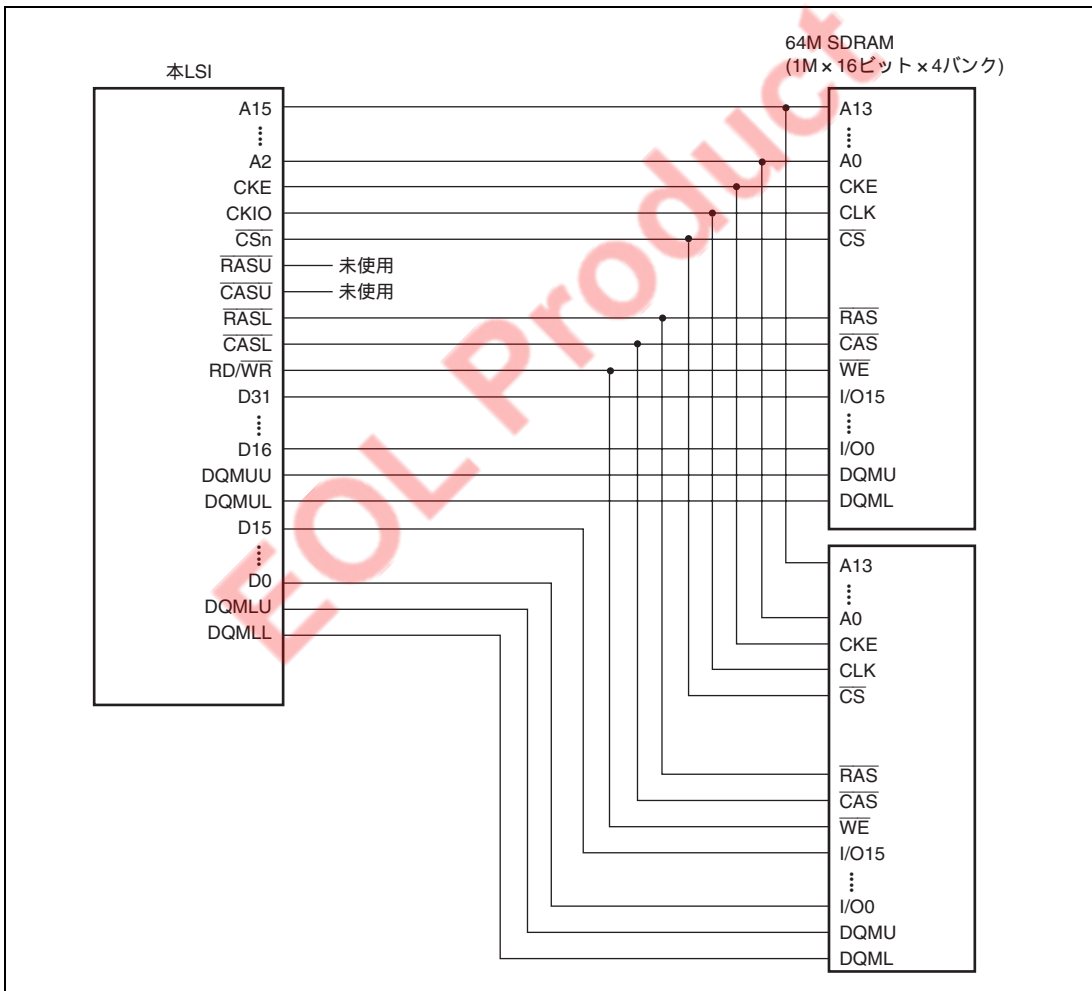 本LSI
A15
A2
CKE
CKIO
CSn
RASU
CASU
RASL
CASL
RD/WR
D31
D16
DQMUU
DQMUL
D15
D0
DQMLU
DQMLL
未使用
未使用
64M SDRAM
(1M × 16ビット × 4バンク)
A13
A0
CKE
CLK
CS
RAS
CAS
WE
I/O15
I/O0
DQMU
DQML
A13
A0
CKE
CLK
CS
RAS
CAS
WE
I/O15
I/O0
DQMU
DQML
EOL Product